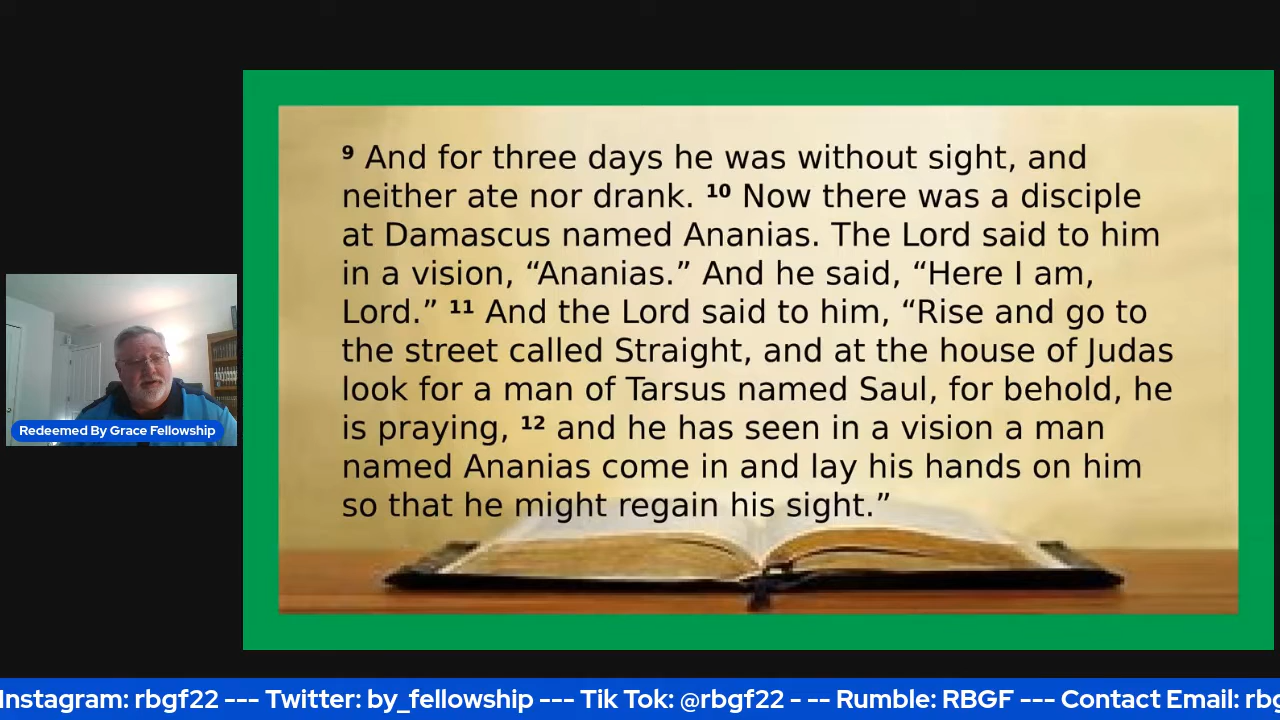 ⁹ And for three days he was without sight, and
neither ate nor drank. ¹⁰ Now there was a disciple
at Damascus named Ananias. The Lord said to him
in a vision, “Ananias.” And he said, “Here I am,
Lord.” ¹¹ And the Lord said to him, “Rise and go to
the street called Straight, and at the house of Judas
look for a man of Tarsus named Saul, for behold, he
is praying, ¹² and he has seen in a vision a man
named Ananias come in and lay his hands on him
so that he might regain his sight.”
Redeemed By Grace Fellowship
Instagram: rbgf22 --- Twitter: by_fellowship --- Tik Tok: @rbgf22 - -- Rumble: RBGF --- Contact Email: